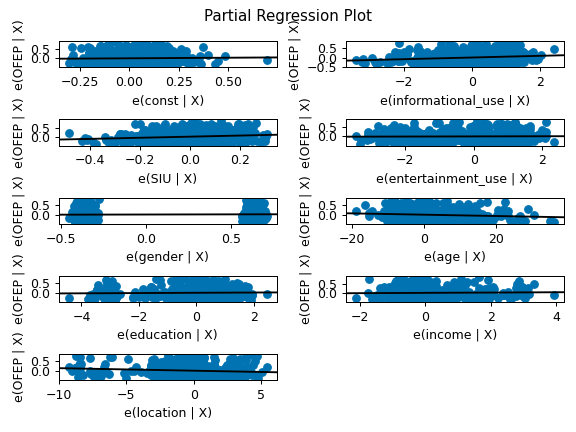 Partial Regression Plot
e(OFEP | X)
0.5
0.0
−0.25 0.00 0.25 0.50
e(const | X)
e(OFEP | X)
0.5
0.0
−0.5
−2 0 2
e(informational_use | X)
e(OFEP | X)
0.5
0.0
−0.4 −0.2 0.0 0.2
e(SIU | X)
e(OFEP | X)
0.5
0.0
−2 0 2
e(entertainment_use | X)
e(OFEP | X)
0.5
0.0
−0.5 0.0 0.5
e(gender | X)
e(OFEP | X)
0.5
0.0
−20 0 20
e(age | X)
e(OFEP | X)
0.5
0.0
−4 −2 0 2
e(education | X)
e(OFEP | X)
0.5
0.0
−2 0 2 4
e(income | X)
e(OFEP | X)
0.5
0.0
−10 −5 0 5
e(location | X)